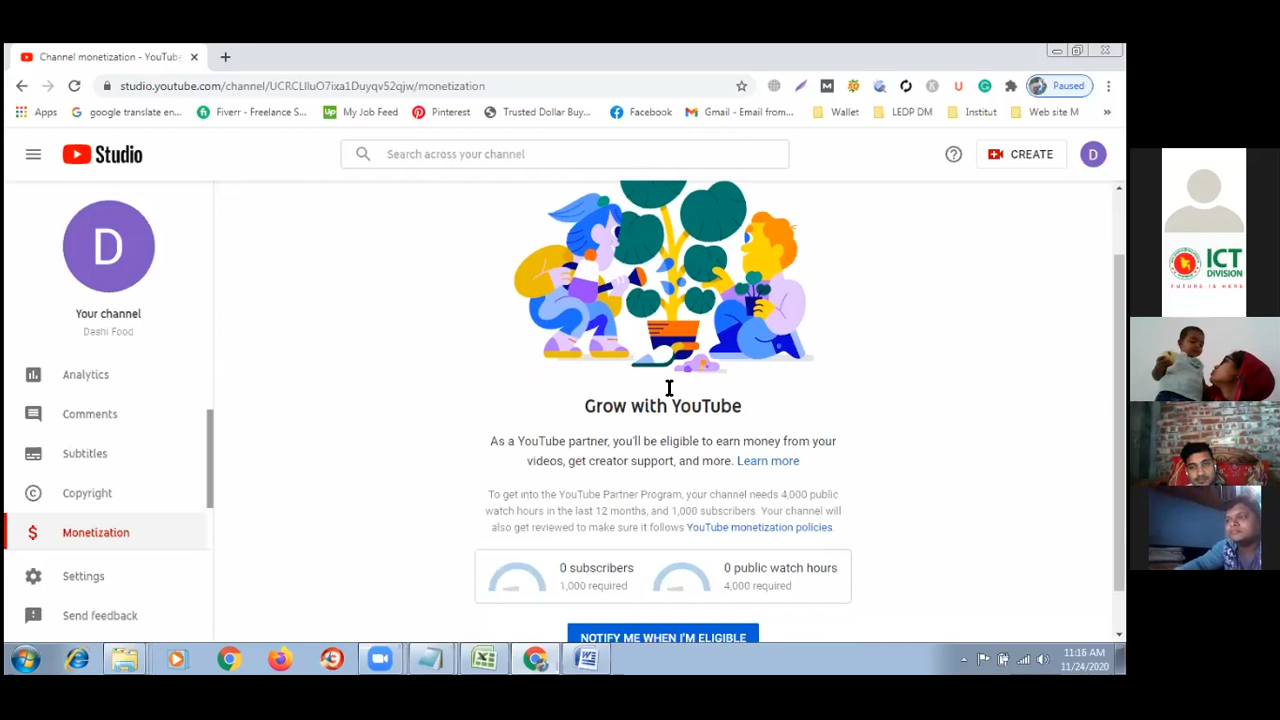 Channel monetization - YouTube
studio.youtube.com/channel/UCRCLlIuO7ixa1Duyqv52qjw/monetization
Paused
Apps
google translate en...
Fiverr - Freelance S...
My Job Feed
Pinterest
Trusted Dollar Buy...
Facebook
Gmail - Email from...
Wallet
LEDP DM
Institut
Web site M
»
Studio
Search across your channel
CREATE
D
D
Your channel
Dashi Food
Analytics
Comments
Subtitles
Copyright
Monetization
Settings
Send feedback
Grow with YouTube
As a YouTube partner, you'll be eligible to earn money from your
videos, get creator support, and more. Learn more
To get into the YouTube Partner Program, your channel needs 4,000 public
watch hours in the last 12 months, and 1,000 subscribers. Your channel will
also get reviewed to make sure it follows YouTube monetization policies.
0 subscribers
1,000 required
0 public watch hours
4,000 required
NOTIFY ME WHEN I'M ELIGIBLE
11:16 AM
11/24/2020
ICT
DIVISION
FUTURE IS HERE